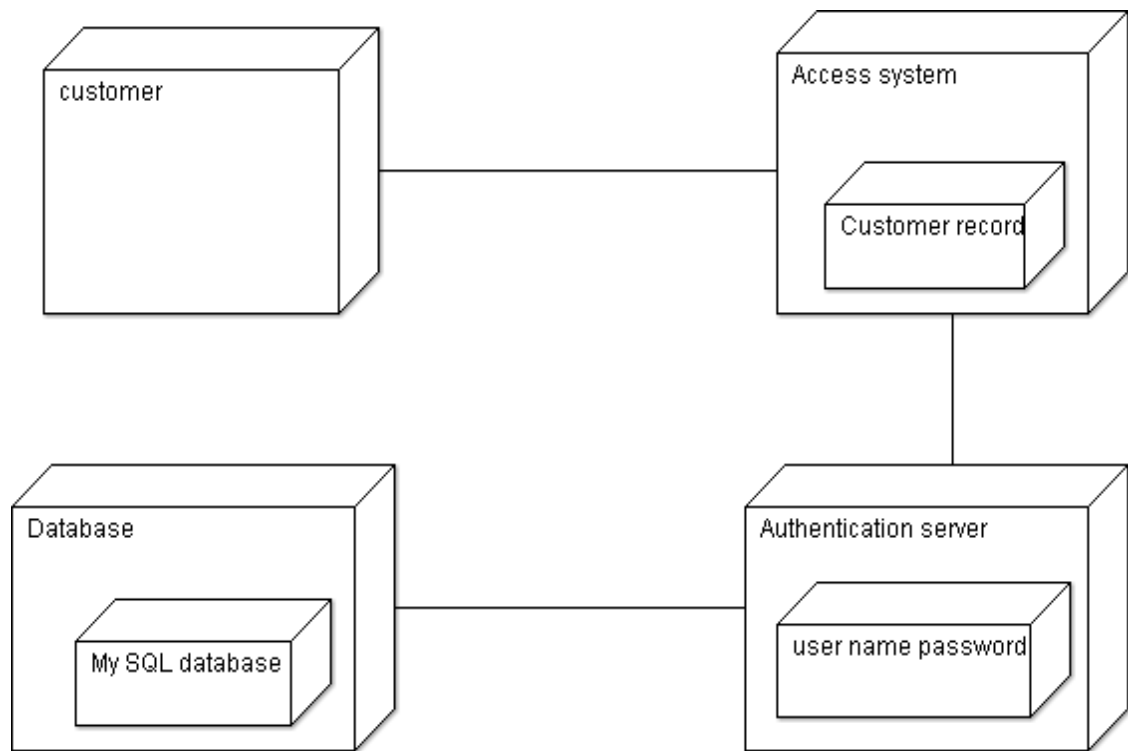 customer
Access system
Customer record
Database
My SQL database
Authentication server
user name password